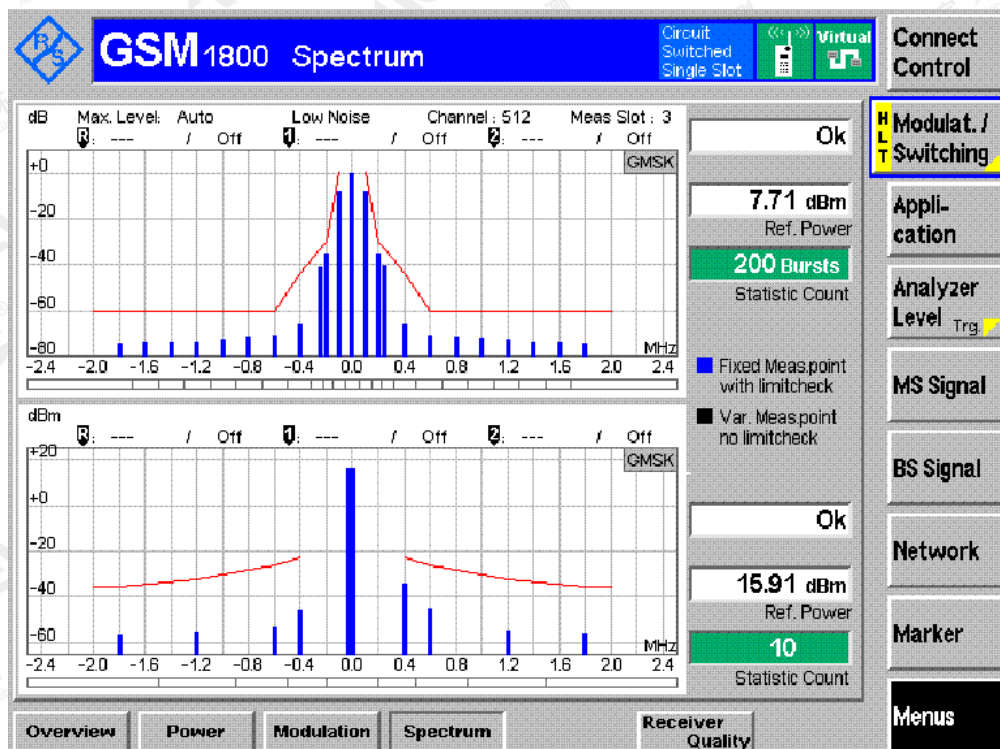 R/S
GSM 1800 Spectrum
Circuit
Switched
Single Slot
Virtual
Connect
Control
dB Max. Level: Auto Low Noise Channel : 512 Meas Slot : 3
R: --- / Off 1: --- / Off 2: --- / Off
GMSK
+0
-20
-40
-60
-80
MHz
-2.4 -2.0 -1.6 -1.2 -0.8 -0.4 0.0 0.4 0.8 1.2 1.6 2.0 2.4
Ok
7.71 dBm
Ref. Power
200 Bursts
Statistic Count
Fixed Meas.point
with limitcheck
Var. Meas.point
no limitcheck
dBm
R: --- / Off 1: --- / Off 2: --- / Off
GMSK
+20
+0
-20
-40
-60
MHz
-2.4 -2.0 -1.6 -1.2 -0.8 -0.4 0.0 0.4 0.8 1.2 1.6 2.0 2.4
Ok
15.91 dBm
Ref. Power
10
Statistic Count
H
L
T
Modulat. /
Switching
Appli-
cation
Analyzer
Level Trg.
MS Signal
BS Signal
Network
Marker
Menus
Overview
Power
Modulation
Spectrum
Receiver
Quality